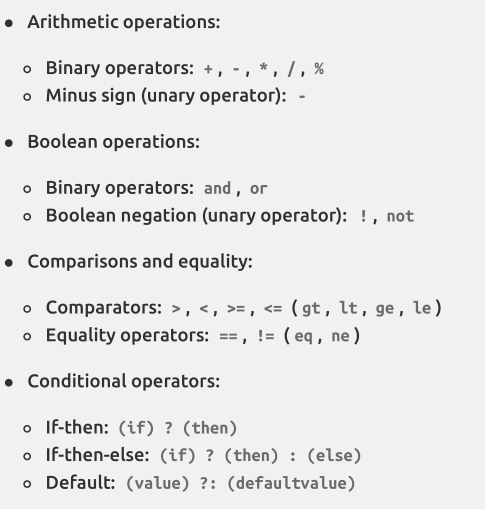 • Arithmetic operations:
◦ Binary operators: +, -, *, /, %
◦ Minus sign (unary operator): -
• Boolean operations:
◦ Binary operators: and, or
◦ Boolean negation (unary operator): !, not
• Comparisons and equality:
◦ Comparators: >, <, >=, <= (gt, lt, ge, le)
◦ Equality operators: ==, != (eq, ne)
• Conditional operators:
◦ If-then: (if) ? (then)
◦ If-then-else: (if) ? (then) : (else)
◦ Default: (value) ?: (defaultvalue)